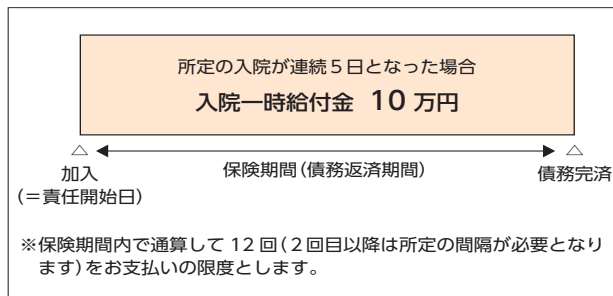 所定の入院が連続5日となった場合
入院一時給付金 10 万円
△ △
加入 保険期間(債務返済期間) 債務完済
(=責任開始日)
※保険期間内で通算して 12 回(2回目以降は所定の間隔が必要となり
ます)をお支払いの限度とします。